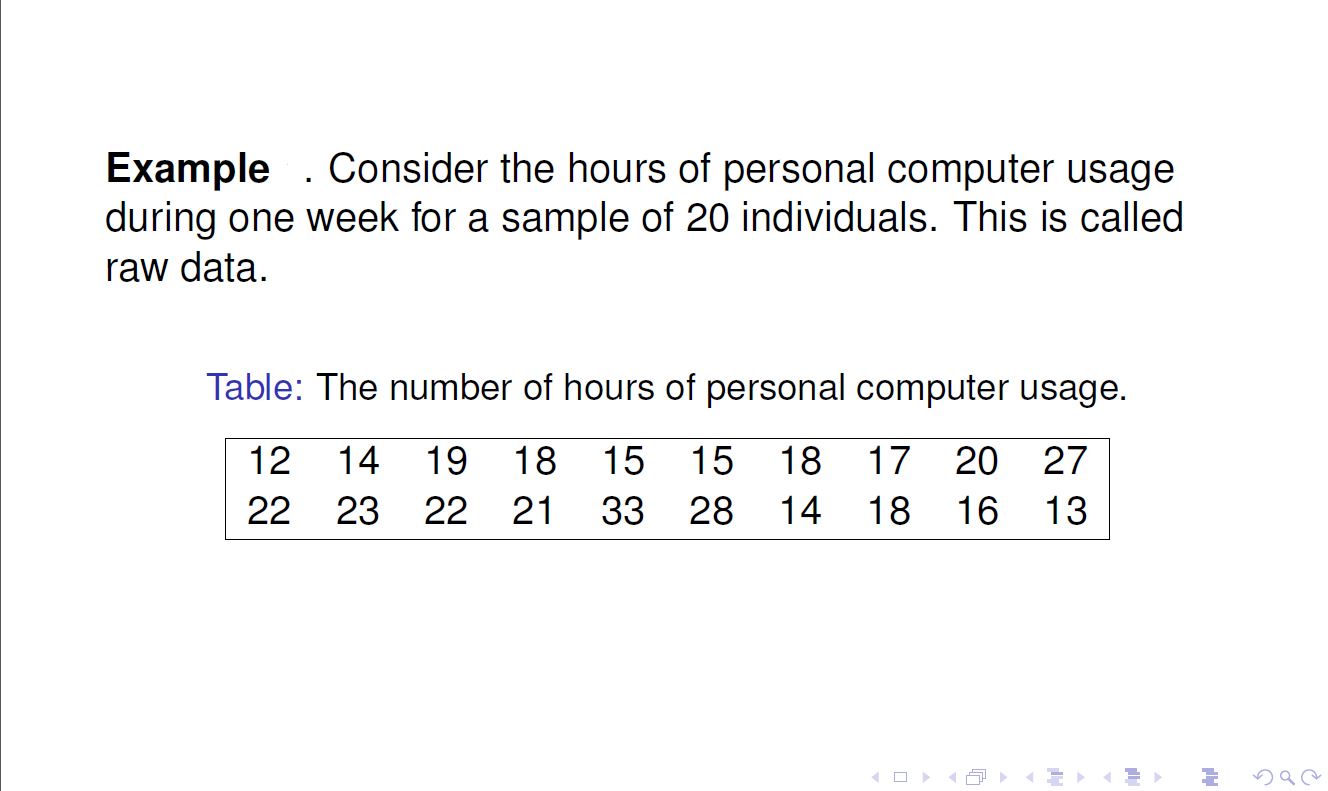 Example . Consider the hours of personal computer usage
during one week for a sample of 20 individuals. This is called
raw data.
Table: The number of hours of personal computer usage.
12 14 19 18 15 15 18 17 20 27
22 23 22 21 33 28 14 18 16 13